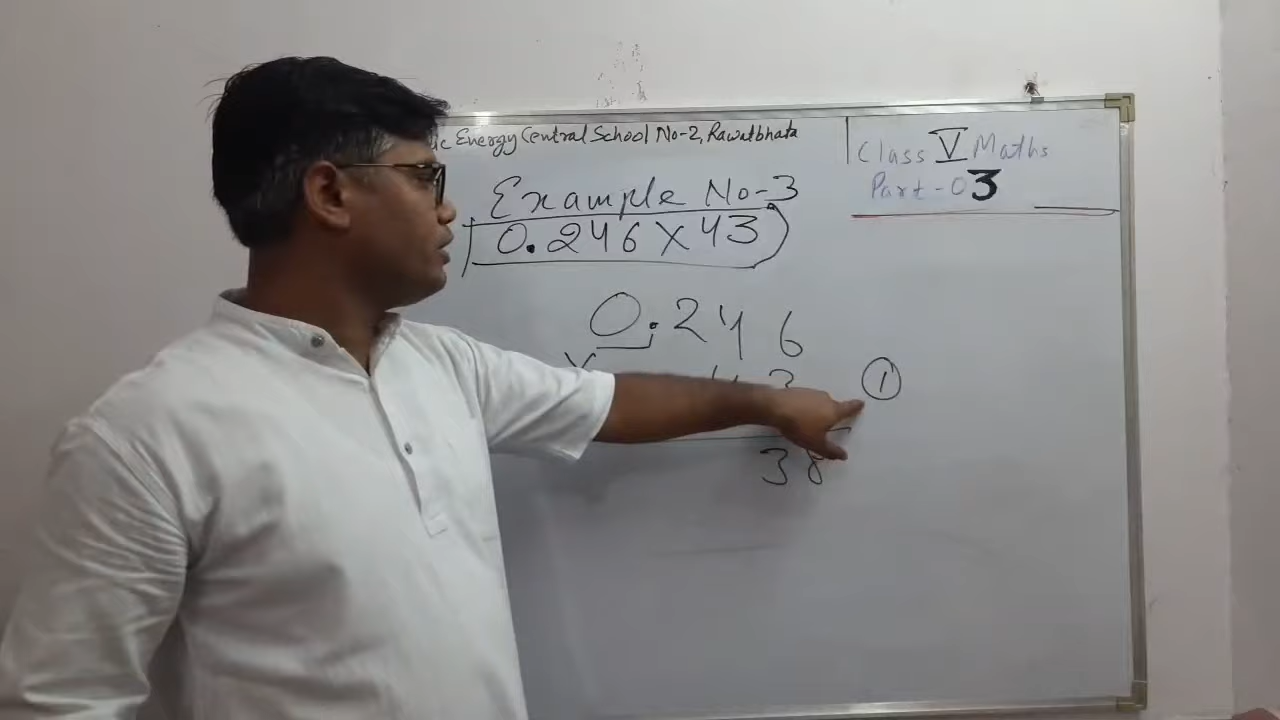 Energy Central School No-2, Rawatbhata
Class V Maths
Part-03
Example No-3
0.246 X 43
0.246
X 43
1
38